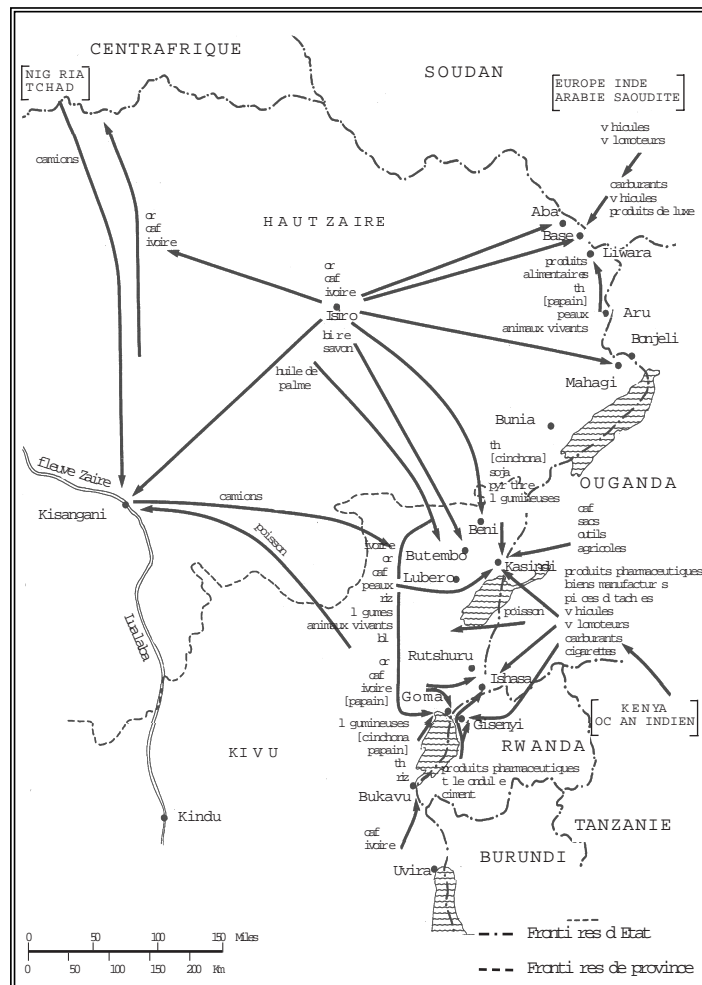 CENTRAFRIQUE
SOUDAN
NIG RIA
TCHAD
EUROPE INDE
ARABIE SAOUDITE
v hicules
v lomoteurs
camions
carburants
v hicules
produits de luxe
or
caf
ivoire
HAUT ZAIRE
Aba
Base
Liwara
produits
alimentaires
th
[papain]
peaux
animaux vivants
or
caf
ivoire
Isiro
Aru
bi re
savon
Bonjeli
huile de
palme
Mahagi
Bunia
th
[cinchona]
soja
pyr thre
l gumineuses
OUGANDA
fleuve Zaire
Kisangani
camions
caf
sacs
outils
agricoles
Beni
poisson
Butembo
Kasindi
Lubero
ivoire
or
caf
peaux
riz
l gumes
animaux vivants
bl
produits pharmaceutiques
biens manufactur s
pi ces d tach es
v hicules
v lomoteurs
carburants
cigarettes
poisson
Lualaba
or
caf
ivoire
[papain]
Rutshuru
Ishasa
Goma
Gisenyi
KENYA
OC AN INDIEN
l gumineuses
[cinchona
papain]
th
riz
KIVU
RWANDA
produits pharmaceutiques
t le ondul e
ciment
Bukavu
Kindu
TANZANIE
caf
ivoire
BURUNDI
Uvira
0 50 100 150 Miles
0 50 100 150 200 Km
Fronti res d Etat
Fronti res de province